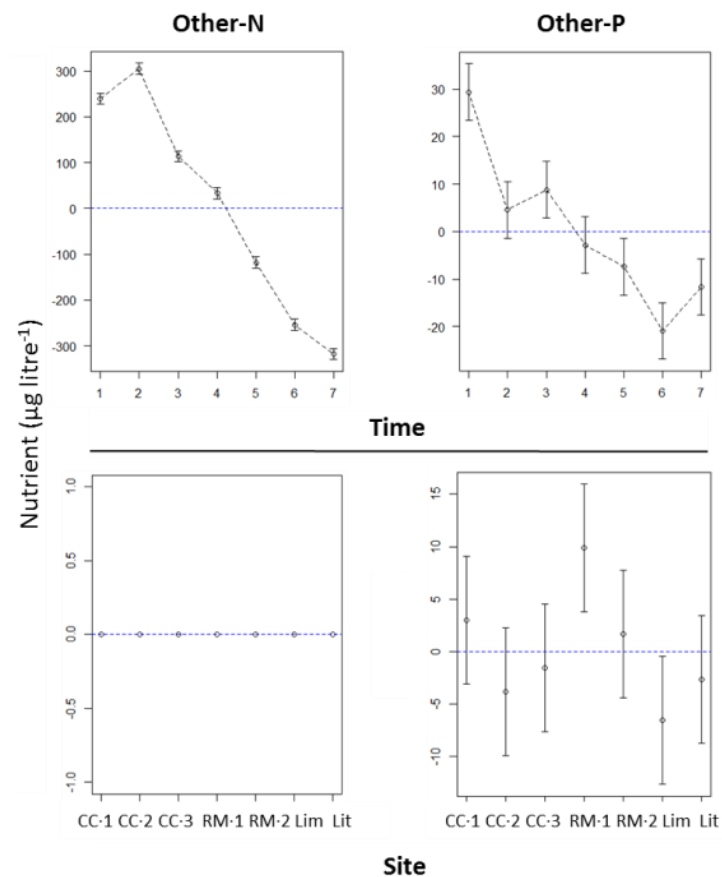 Other-N
Other-P
300
200
100
0
-100
-200
-300
1 2 3 4 5 6 7
30
20
10
0
-10
-20
1 2 3 4 5 6 7
Nutrient (µg litre⁻¹)
Time
1.0
0.5
0.0
-0.5
-1.0
CC·1 CC·2 CC·3 RM·1 RM·2 Lim Lit
15
10
5
0
-5
-10
CC·1 CC·2 CC·3 RM·1 RM·2 Lim Lit
Site